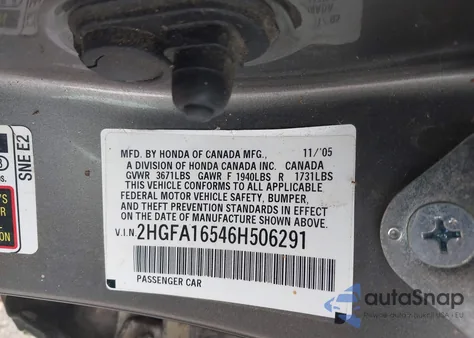 SNE E2
MFD. BY HONDA OF CANADA MFG., 11/'05
A DIVISION OF HONDA CANADA INC. CANADA
GVWR 3671LBS GAWR F 1940LBS R 1731LBS
THIS VEHICLE CONFORMS TO ALL APPLICABLE
FEDERAL MOTOR VEHICLE SAFETY, BUMPER,
AND THEFT PREVENTION STANDARDS IN EFFECT
ON THE DATE OF MANUFACTURE SHOWN ABOVE.
V.I.N. 2HGFA16546H506291
PASSENGER CAR
autoSnap